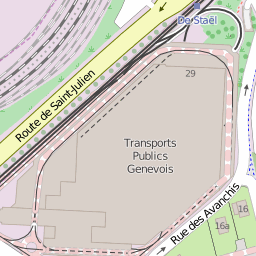 De Staël
Route de Saint-Julien
29
Transports
Publics
Genevois
Rue des Avanchis
16
16a